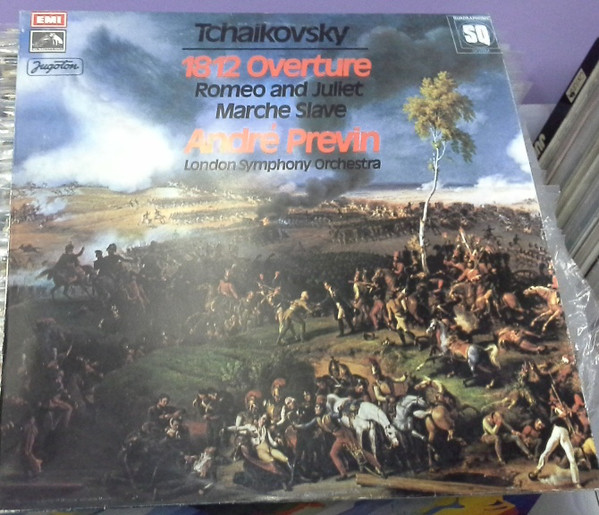 EMI
Jugoton
Tchaikovsky
1812 Overture
Romeo and Juliet
Marche Slave
André Previn
London Symphony Orchestra
SQ